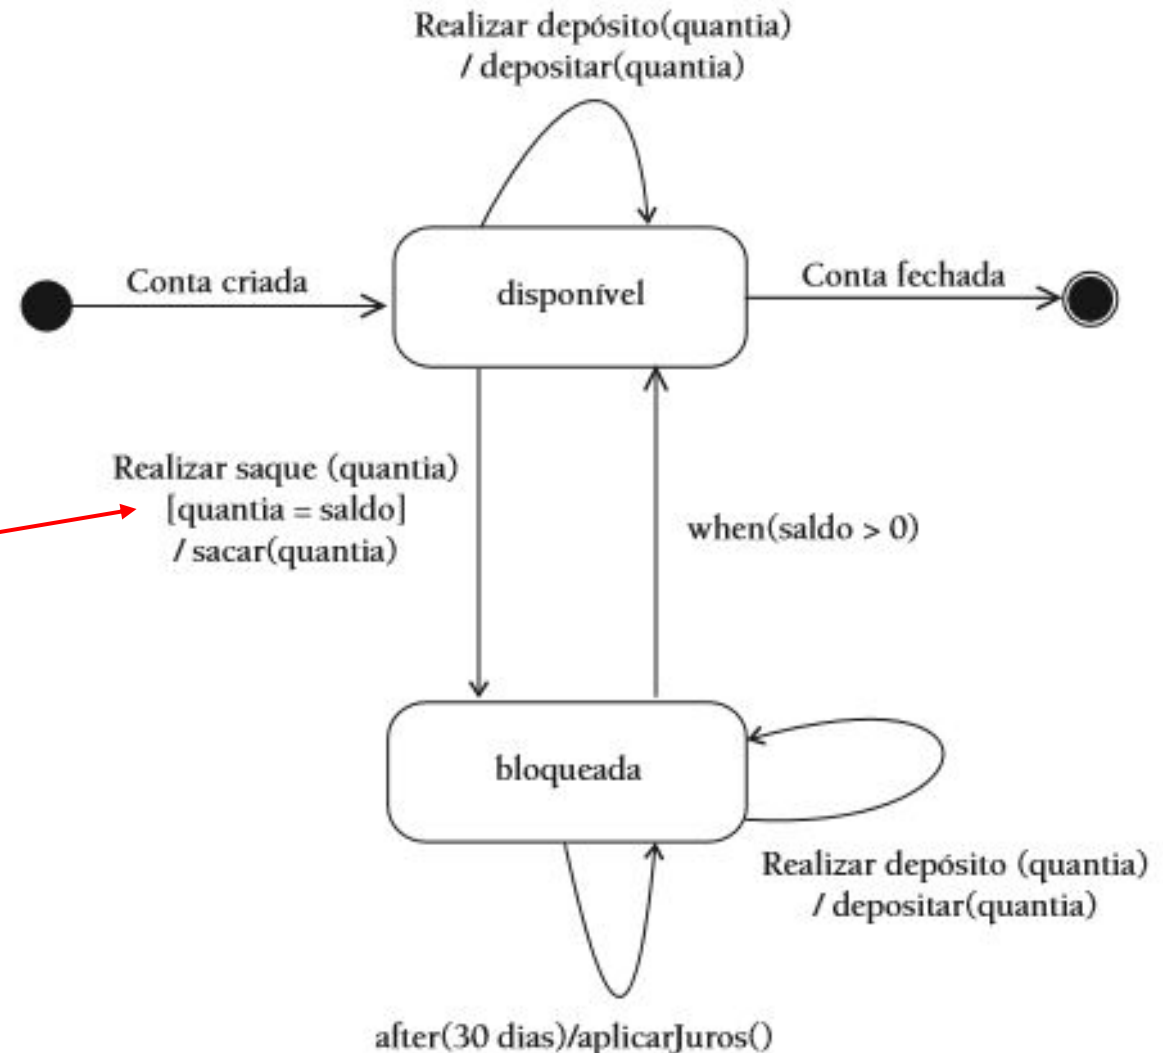 Realizar depósito(quantia)
/ depositar(quantia)
Conta criada
disponível
Conta fechada
Realizar saque (quantia)
[quantia = saldo]
/ sacar(quantia)
when(saldo > 0)
bloqueada
Realizar depósito (quantia)
/ depositar(quantia)
after(30 dias)/aplicarJuros()